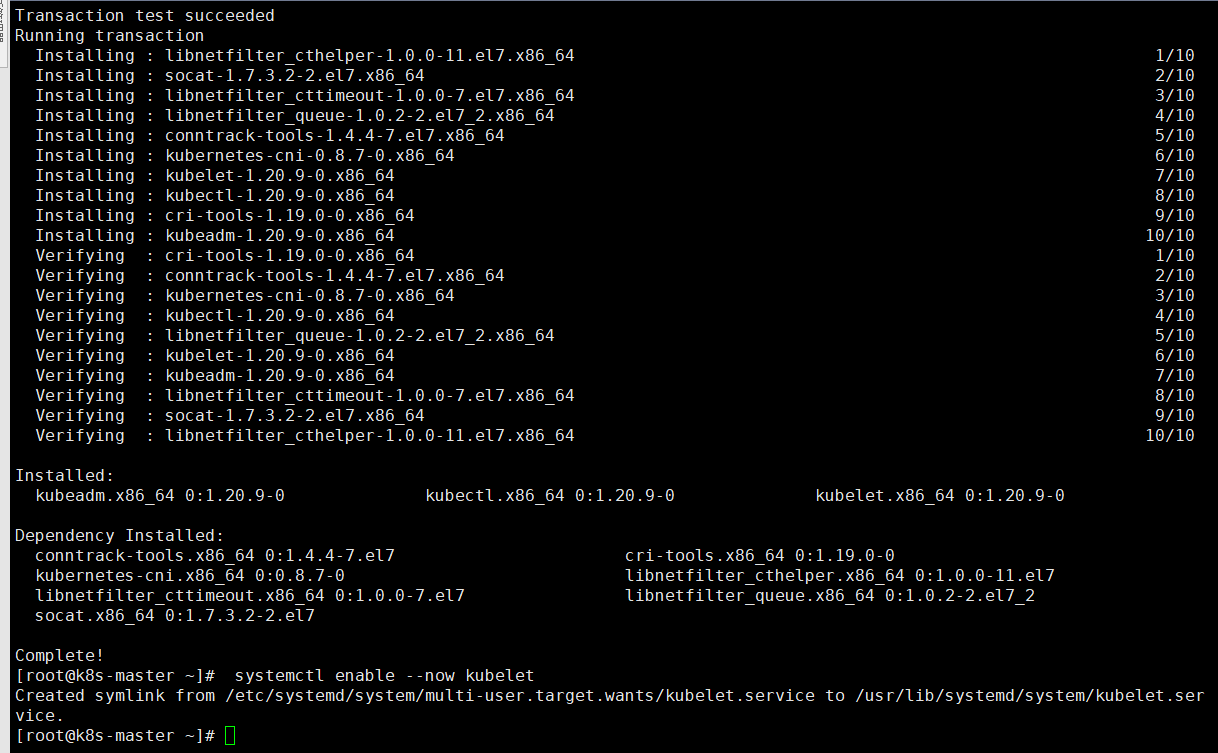 Transaction test succeeded
Running transaction
  Installing : libnetfilter_cthelper-1.0.0-11.el7.x86_64 1/10
  Installing : socat-1.7.3.2-2.el7.x86_64 2/10
  Installing : libnetfilter_cttimeout-1.0.0-7.el7.x86_64 3/10
  Installing : libnetfilter_queue-1.0.2-2.el7_2.x86_64 4/10
  Installing : conntrack-tools-1.4.4-7.el7.x86_64 5/10
  Installing : kubernetes-cni-0.8.7-0.x86_64 6/10
  Installing : kubelet-1.20.9-0.x86_64 7/10
  Installing : kubectl-1.20.9-0.x86_64 8/10
  Installing : cri-tools-1.19.0-0.x86_64 9/10
  Installing : kubeadm-1.20.9-0.x86_64 10/10
  Verifying  : cri-tools-1.19.0-0.x86_64 1/10
  Verifying  : conntrack-tools-1.4.4-7.el7.x86_64 2/10
  Verifying  : kubernetes-cni-0.8.7-0.x86_64 3/10
  Verifying  : kubectl-1.20.9-0.x86_64 4/10
  Verifying  : libnetfilter_queue-1.0.2-2.el7_2.x86_64 5/10
  Verifying  : kubelet-1.20.9-0.x86_64 6/10
  Verifying  : kubeadm-1.20.9-0.x86_64 7/10
  Verifying  : libnetfilter_cttimeout-1.0.0-7.el7.x86_64 8/10
  Verifying  : socat-1.7.3.2-2.el7.x86_64 9/10
  Verifying  : libnetfilter_cthelper-1.0.0-11.el7.x86_64 10/10
Installed:
  kubeadm.x86_64 0:1.20.9-0 kubectl.x86_64 0:1.20.9-0 kubelet.x86_64 0:1.20.9-0
Dependency Installed:
  conntrack-tools.x86_64 0:1.4.4-7.el7 cri-tools.x86_64 0:1.19.0-0
  kubernetes-cni.x86_64 0:0.8.7-0 libnetfilter_cthelper.x86_64 0:1.0.0-11.el7
  libnetfilter_cttimeout.x86_64 0:1.0.0-7.el7 libnetfilter_queue.x86_64 0:1.0.2-2.el7_2
  socat.x86_64 0:1.7.3.2-2.el7
Complete!
[root@k8s-master ~]#  systemctl enable --now kubelet
Created symlink from /etc/systemd/system/multi-user.target.wants/kubelet.service to /usr/lib/systemd/system/kubelet.ser
vice.
[root@k8s-master ~]#